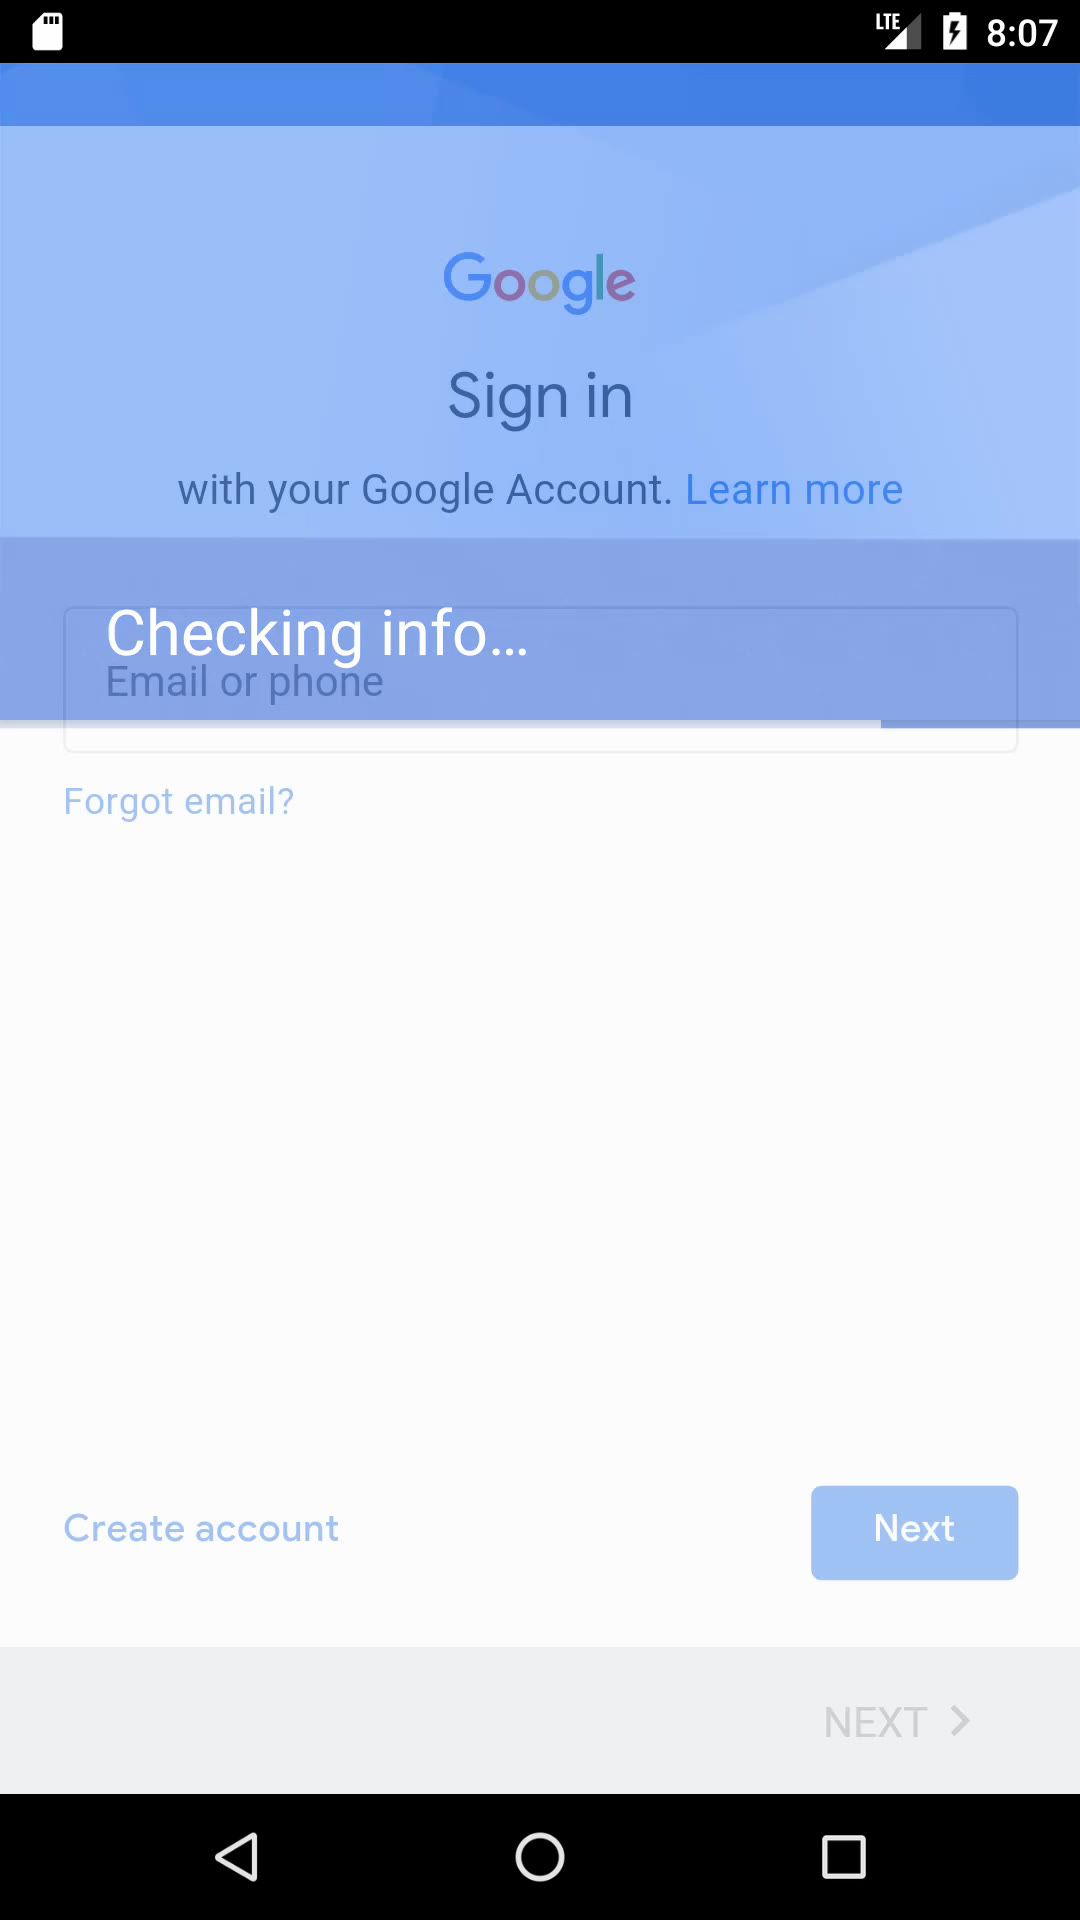 LTE 8:07
Google
Sign in
with your Google Account. Learn more
Checking info...
Email or phone
Forgot email?
Create account
Next
NEXT